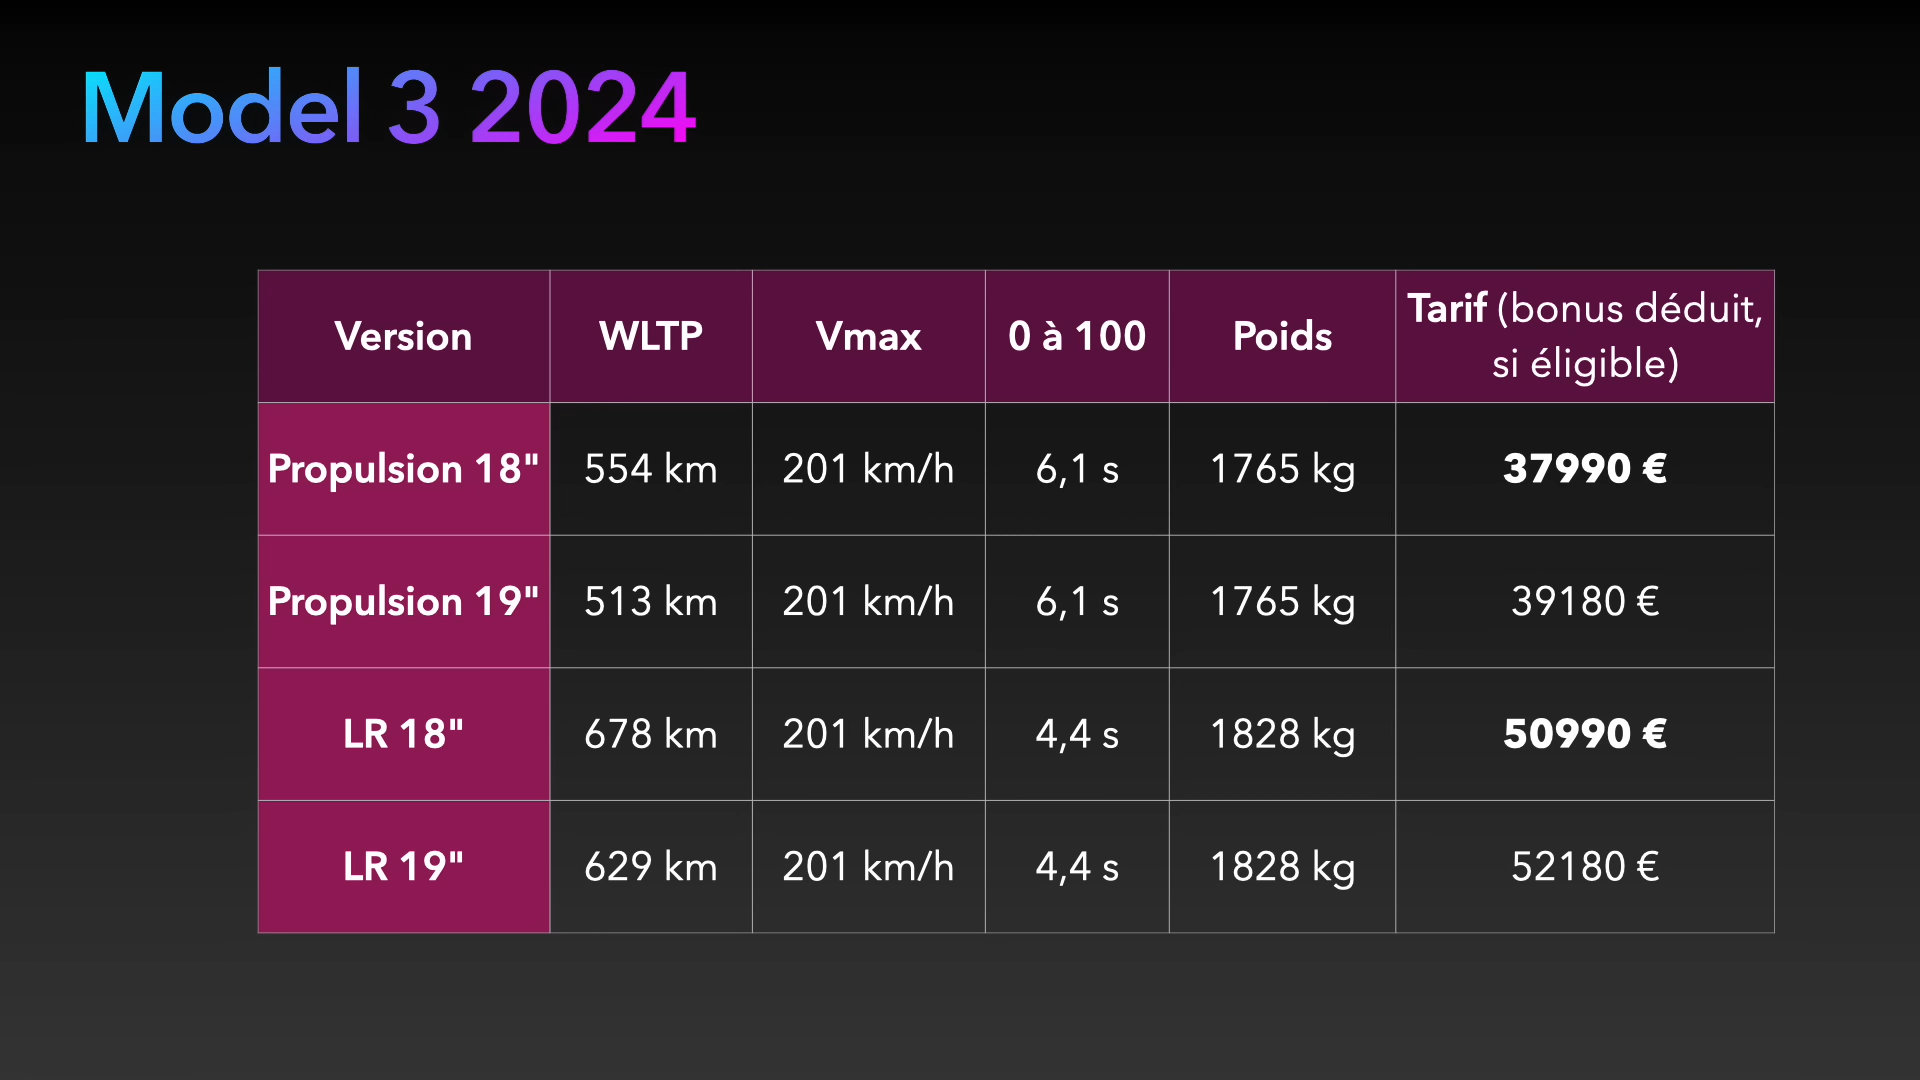 Model 3 2024
Version WLTP Vmax 0 à 100 Poids Tarif (bonus déduit,
si éligible)
Propulsion 18" 554 km 201 km/h 6,1 s 1765 kg 37990 €
Propulsion 19" 513 km 201 km/h 6,1 s 1765 kg 39180 €
LR 18" 678 km 201 km/h 4,4 s 1828 kg 50990 €
LR 19" 629 km 201 km/h 4,4 s 1828 kg 52180 €